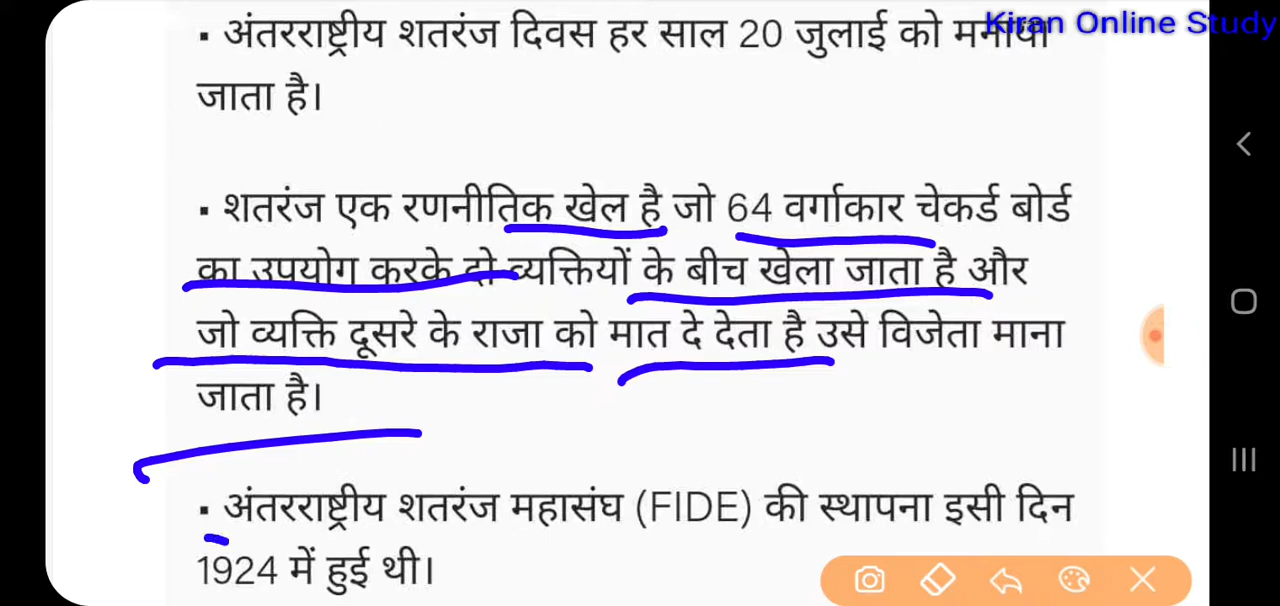 Kiran Online Study
▪ अंतरराष्ट्रीय शतरंज दिवस हर साल 20 जुलाई को मनाया
जाता है।
▪ शतरंज एक रणनीतिक खेल है जो 64 वर्गाकार चेकर्ड बोर्ड
का उपयोग करके दो व्यक्तियों के बीच खेला जाता है और
जो व्यक्ति दूसरे के राजा को मात दे देता है उसे विजेता माना
जाता है।
▪ अंतरराष्ट्रीय शतरंज महासंघ (FIDE) की स्थापना इसी दिन
1924 में हुई थी।